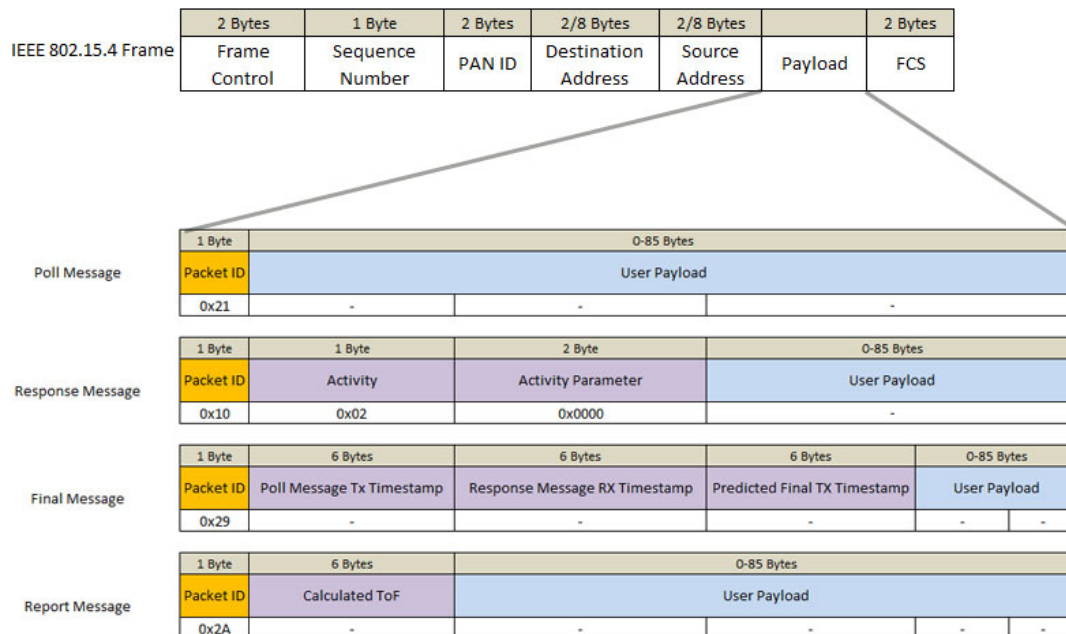 2 Bytes 1 Byte 2 Bytes 2/8 Bytes 2/8 Bytes 2 Bytes
IEEE 802.15.4 Frame
Frame Control Sequence Number PAN ID Destination Address Source Address Payload FCS
1 Byte 0-85 Bytes
Poll Message Packet ID User Payload
0x21 - - -
1 Byte 1 Byte 2 Byte 0-85 Bytes
Response Message Packet ID Activity Activity Parameter User Payload
0x10 0x02 0x0000 -
1 Byte 6 Bytes 6 Bytes 6 Bytes 0-85 Bytes
Final Message Packet ID Poll Message Tx Timestamp Response Message RX Timestamp Predicted Final TX Timestamp User Payload
0x29 - - - - -
1 Byte 6 Bytes 0-85 Bytes
Report Message Packet ID Calculated ToF User Payload
0x2A - - - - -